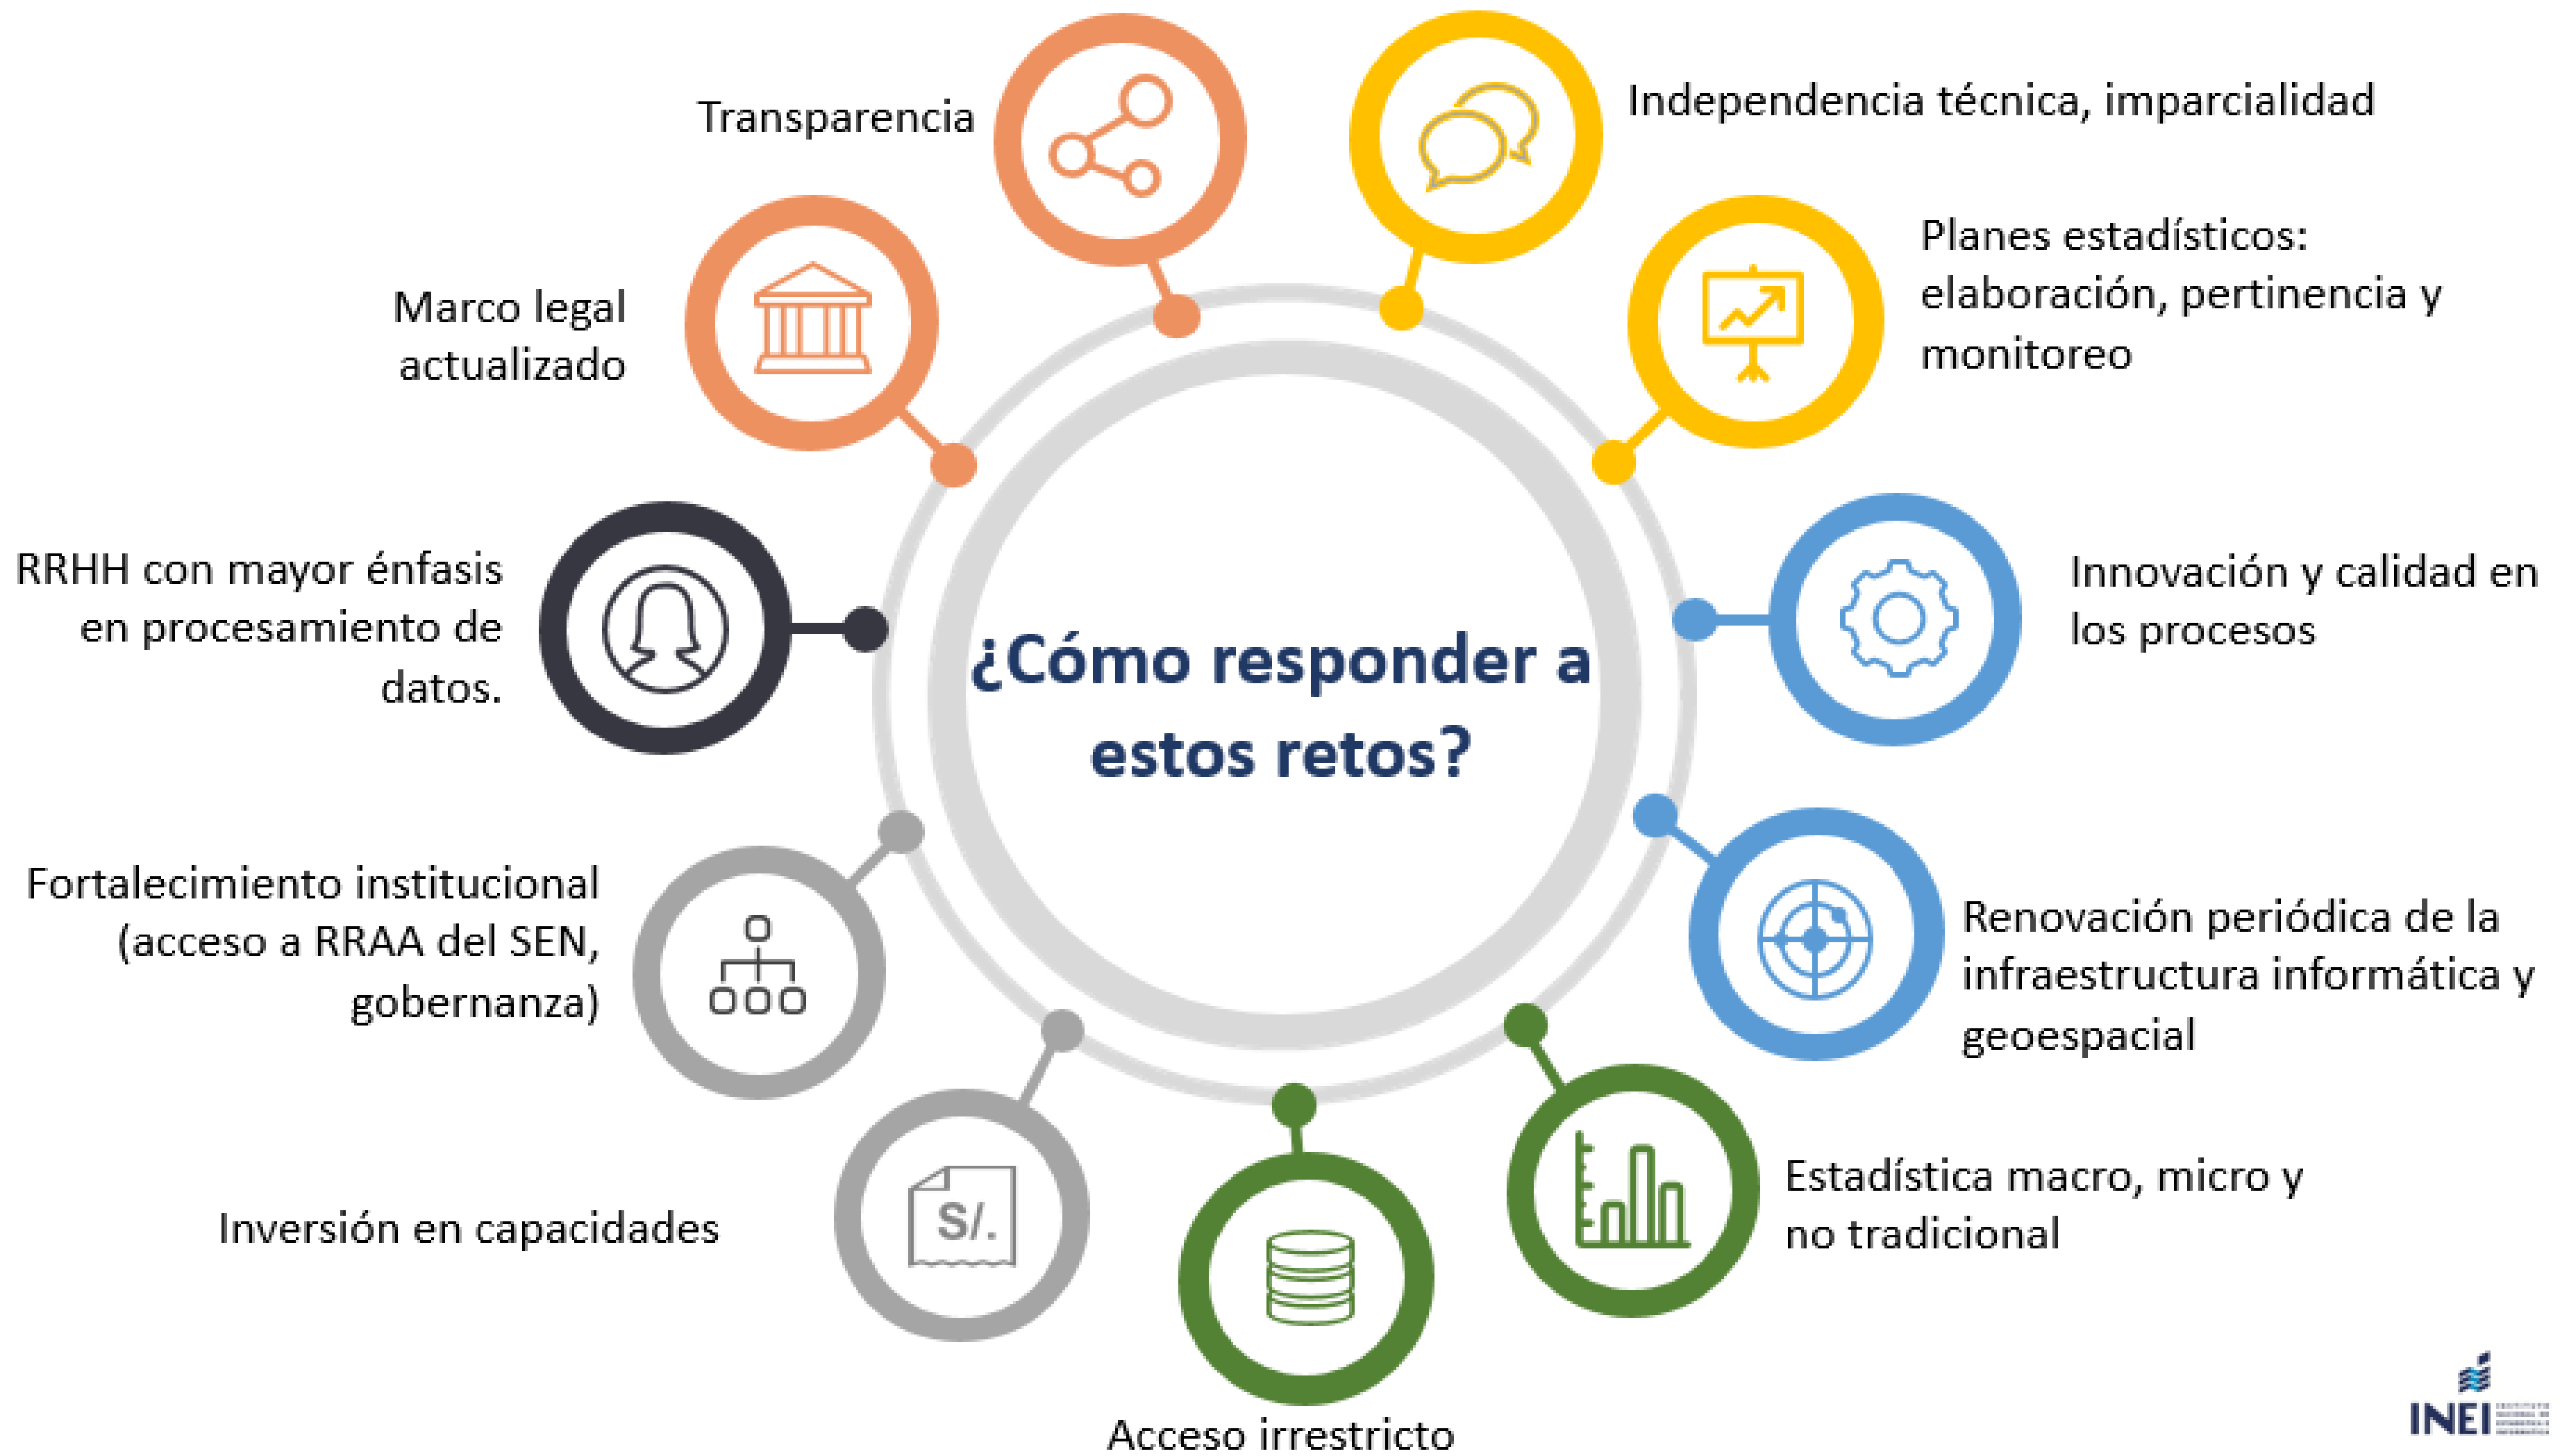 Transparencia
Independencia técnica, imparcialidad
Planes estadísticos:
elaboración, pertinencia y
monitoreo
Marco legal
actualizado
RRHH con mayor énfasis
en procesamiento de
datos.
Innovación y calidad en
los procesos
¿Cómo responder a
estos retos?
Fortalecimiento institucional
(acceso a RRAA del SEN,
gobernanza)
Renovación periódica de la
infraestructura informática y
geoespacial
Inversión en capacidades
S/.
Estadística macro, micro y
no tradicional
Acceso irrestricto
INEI